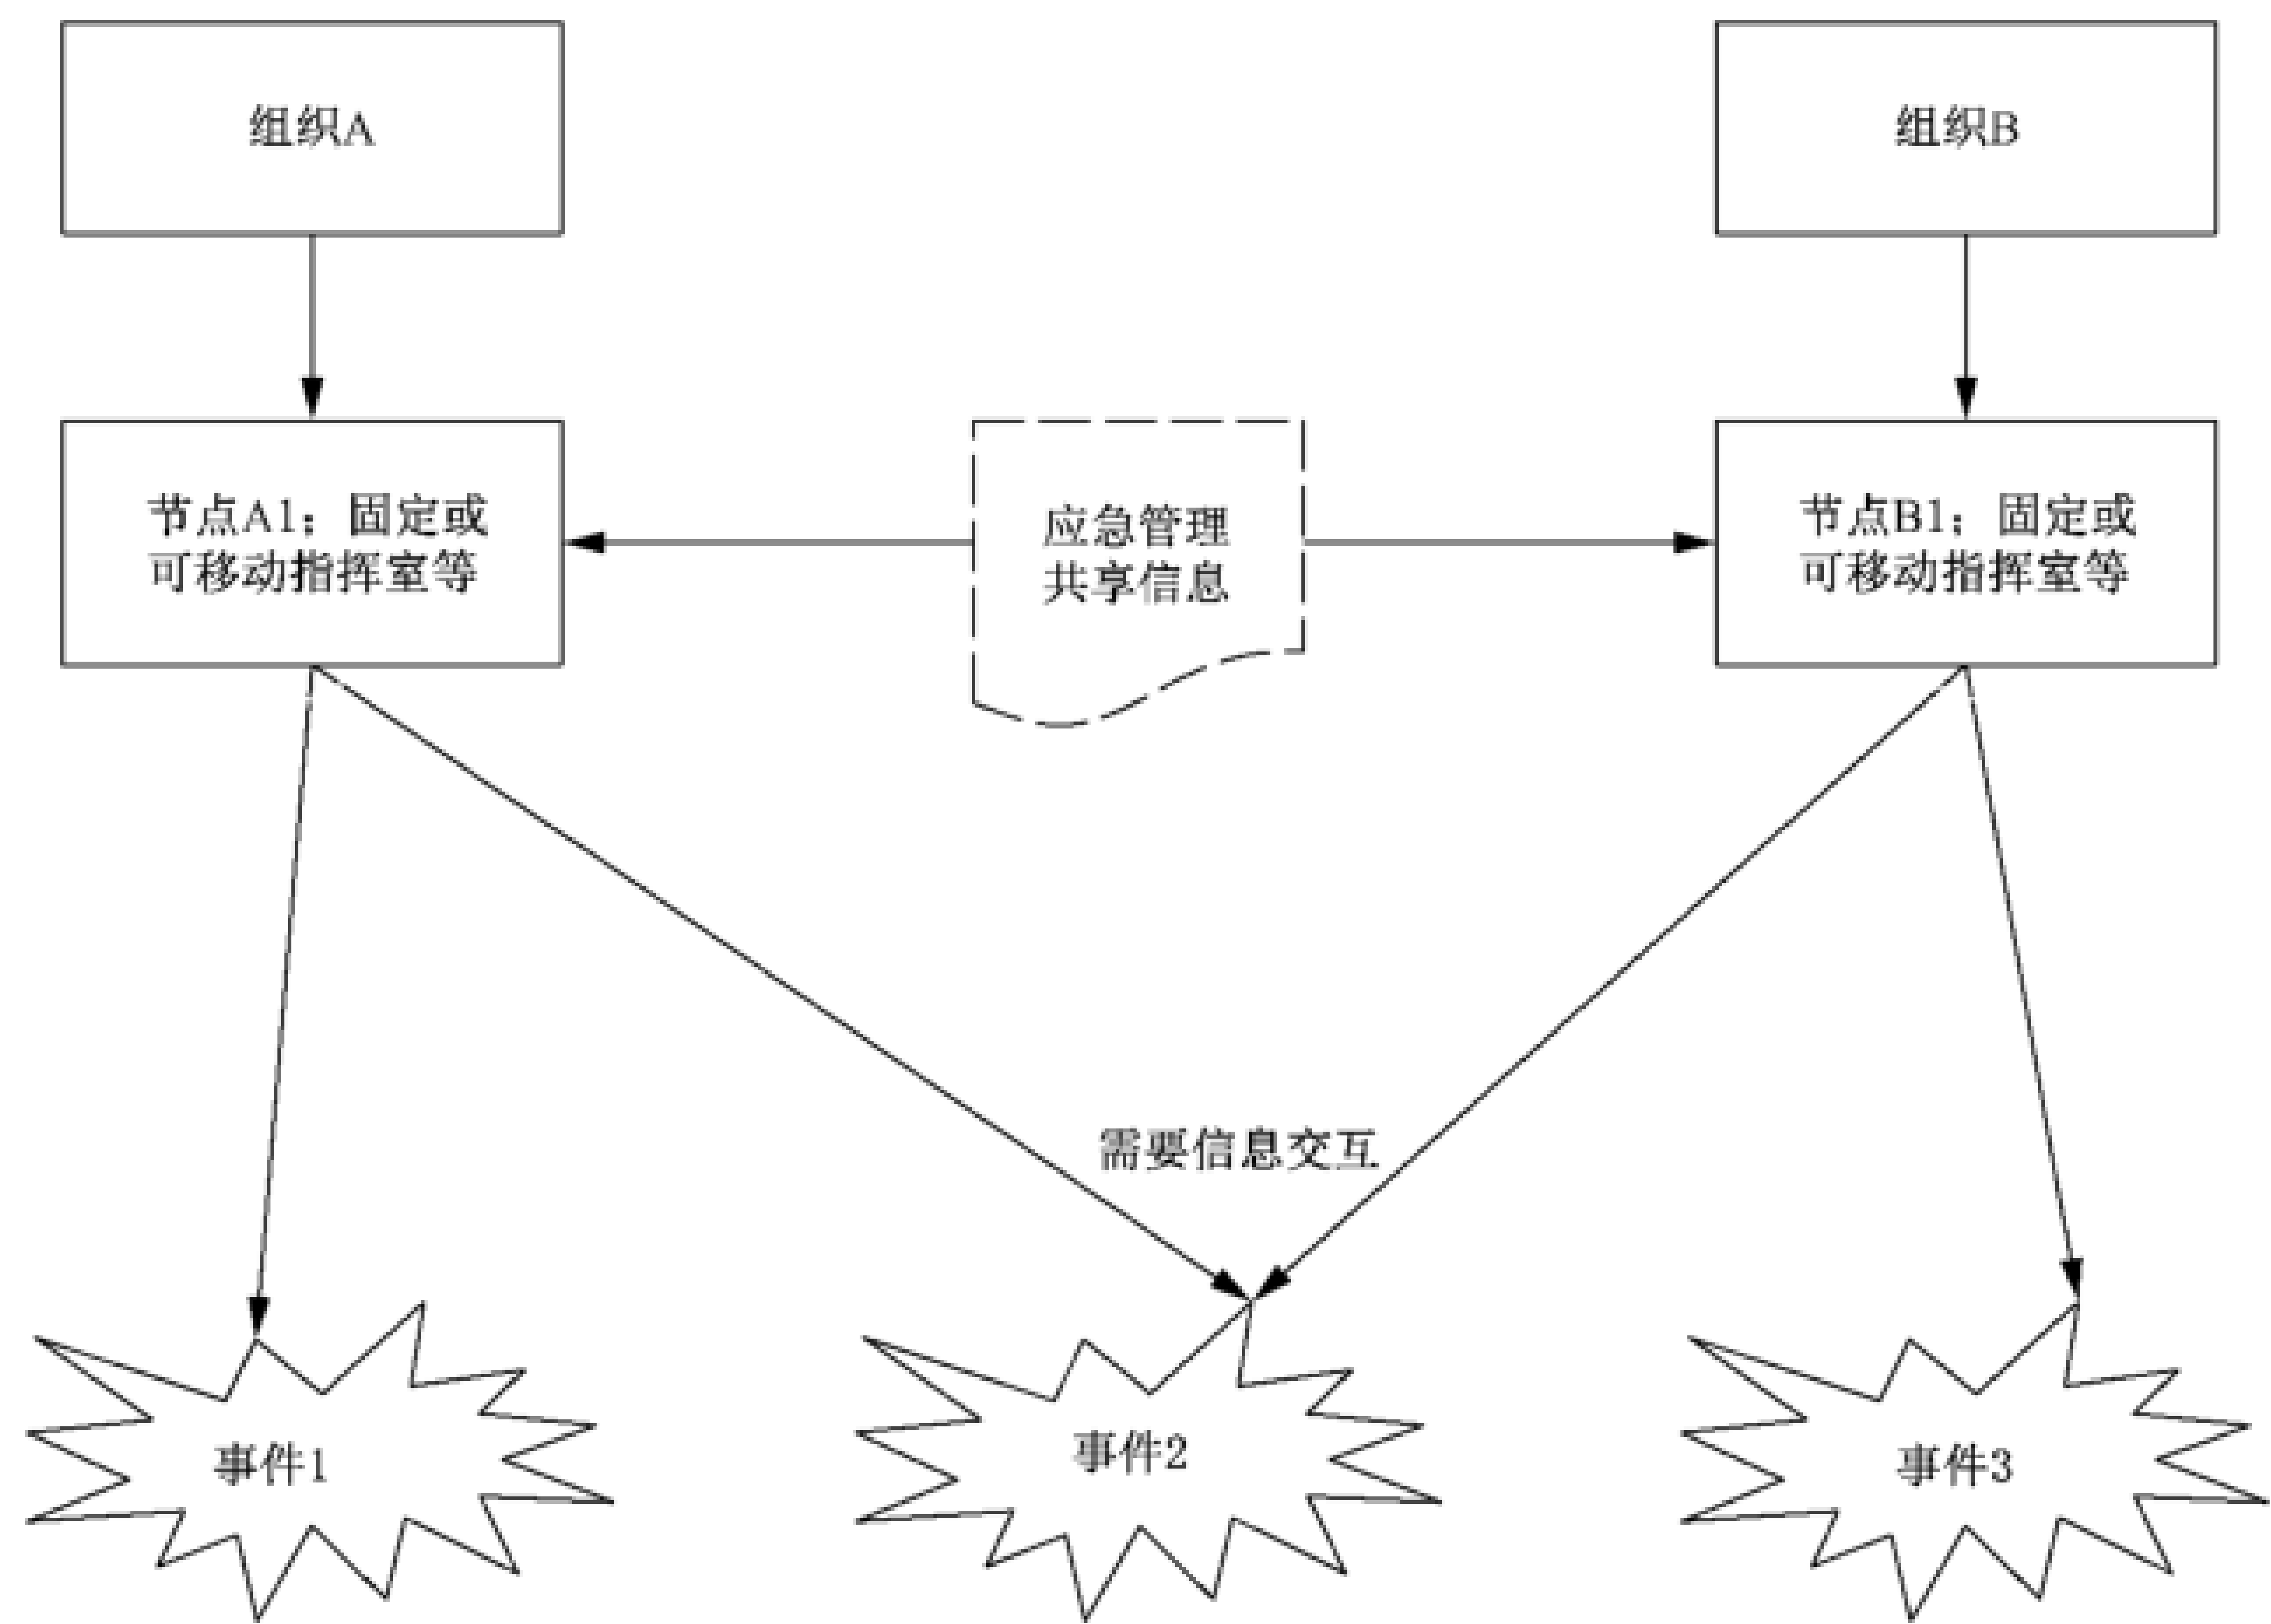 组织A
组织B
节点A1；固定或
可移动指挥室等
应急管理
共享信息
节点B1；固定或
可移动指挥室等
需要信息交互
事件1
事件2
事件3